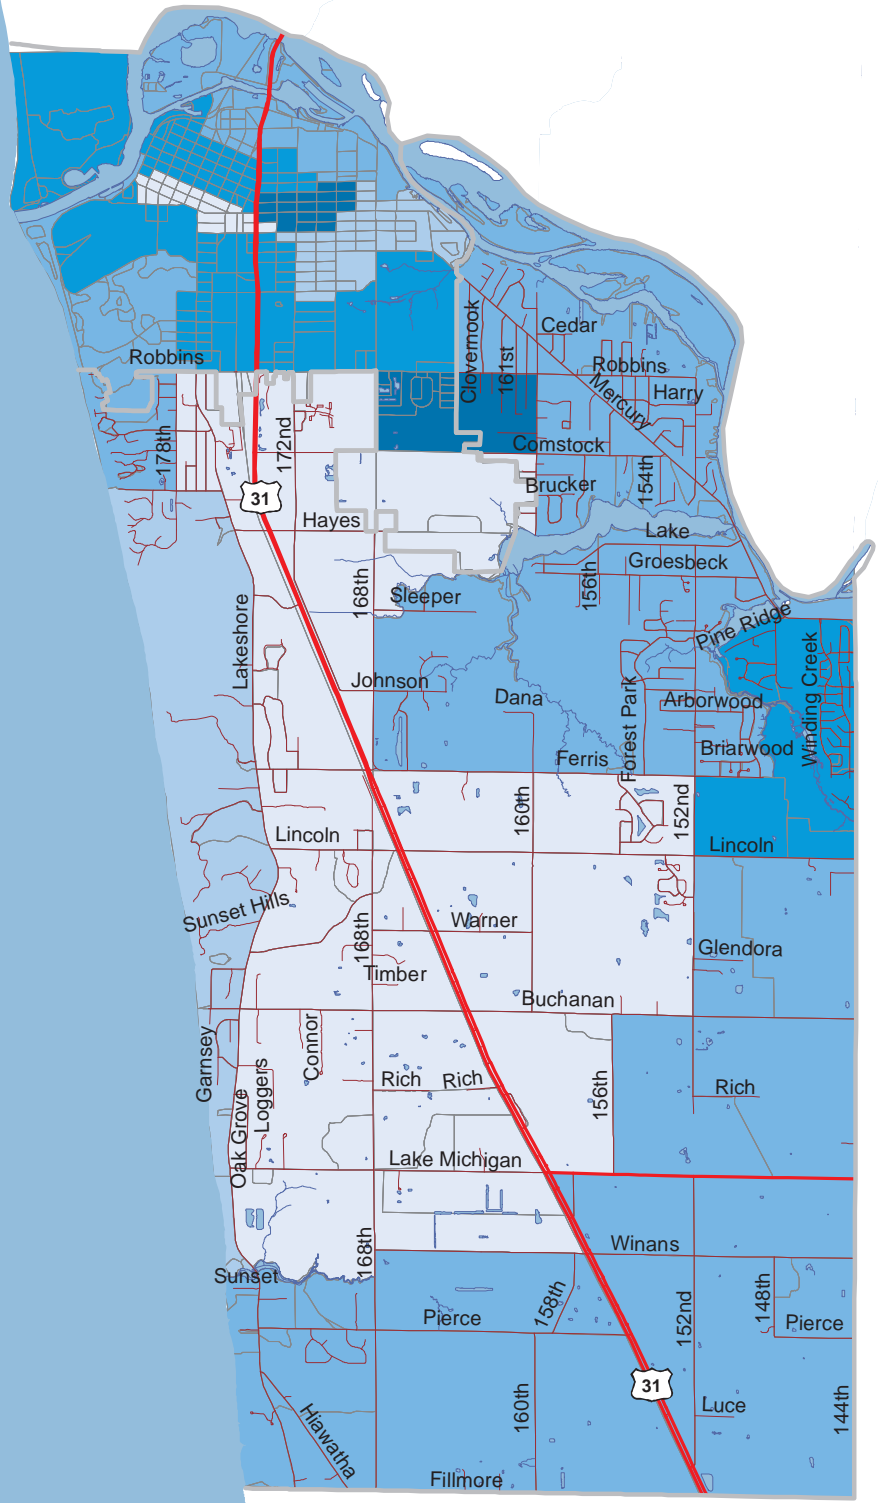 Cedar
Clovernook
161st
Robbins
Robbins
Mercury
Harry
178th
172nd
Comstock
154th
Brucker
31
Hayes
Lake
Groesbeck
156th
168th
Sleeper
Pine Ridge
Lakeshore
Winding Creek
Johnson
Dana
Forest Park
Arborwood
Briarwood
Ferris
160th
152nd
Lincoln
Lincoln
Sunset Hills
Warner
168th
Glendora
Timber
Buchanan
Garnsey
Connor
Loggers
Rich
Rich
156th
Rich
Oak Grove
Lake Michigan
168th
Winans
Sunset
158th
152nd
148th
Pierce
Pierce
31
160th
Luce
144th
Hiawatha
Fillmore